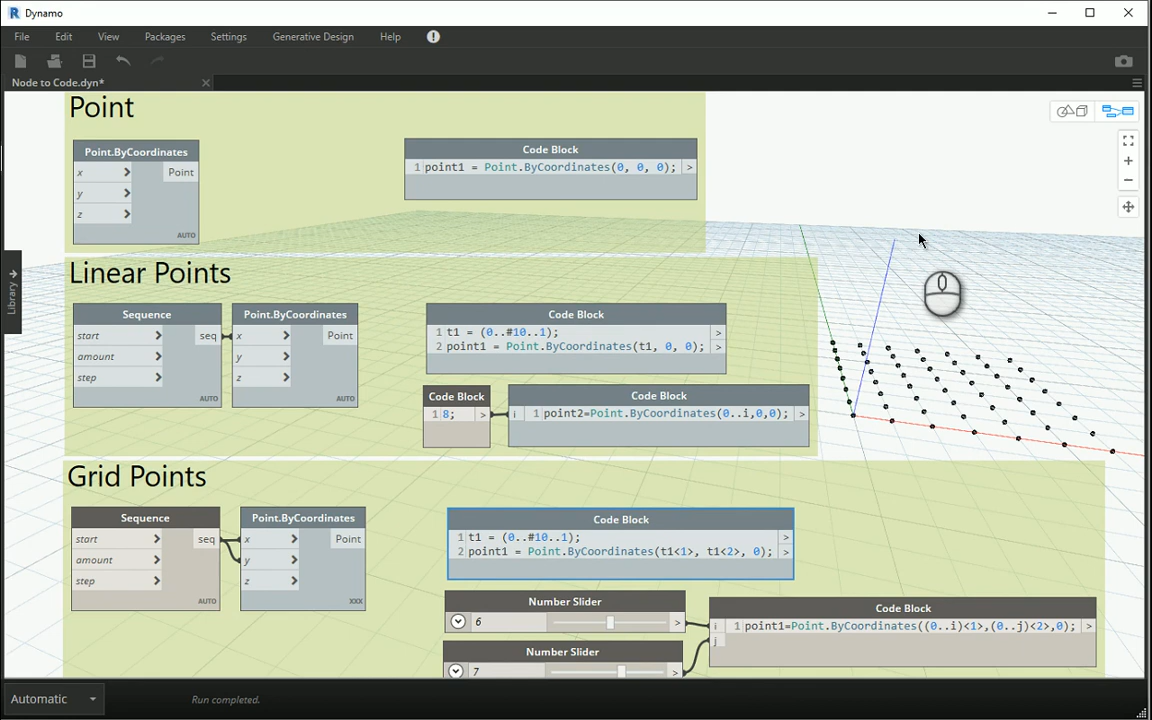 R Dynamo
File Edit View Packages Settings Generative Design Help
Node to Code.dyn*
Point
Point.ByCoordinates
x > Point
y >
z >
AUTO
Code Block
1 point1 = Point.ByCoordinates(0, 0, 0); >
Library
Linear Points
Sequence
start > seq
amount >
step >
AUTO
Point.ByCoordinates
x > Point
y >
z >
AUTO
Code Block
1 t1 = (0..#10..1); >
2 point1 = Point.ByCoordinates(t1, 0, 0); >
Code Block
1 8; >
Code Block
i 1 point2=Point.ByCoordinates(0..i,0,0); >
Grid Points
Sequence
start > seq
amount >
step >
AUTO
Point.ByCoordinates
x > Point
y >
z >
XXX
Code Block
1 t1 = (0..#10..1); >
2 point1 = Point.ByCoordinates(t1<1>, t1<2>, 0); >
Number Slider
6 >
Number Slider
7 >
Code Block
i 1 point1=Point.ByCoordinates((0..i)<1>,(0..j)<2>,0); >
j
Automatic Run completed.